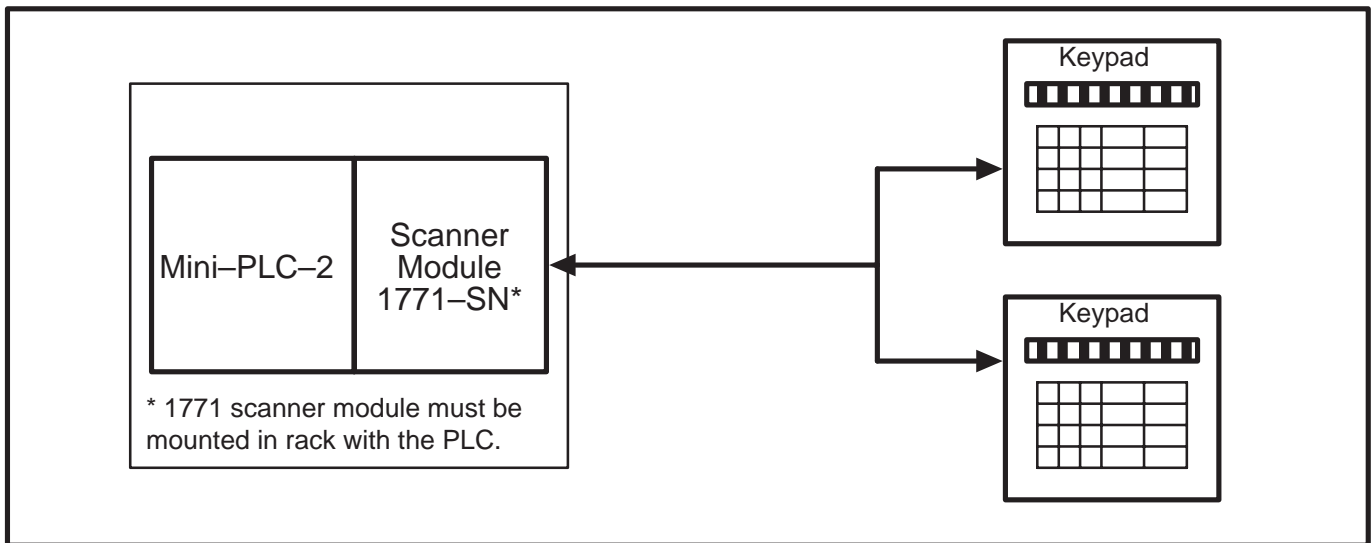 Keypad
Mini–PLC–2
Scanner
Module
1771–SN*
* 1771 scanner module must be
mounted in rack with the PLC.
Keypad